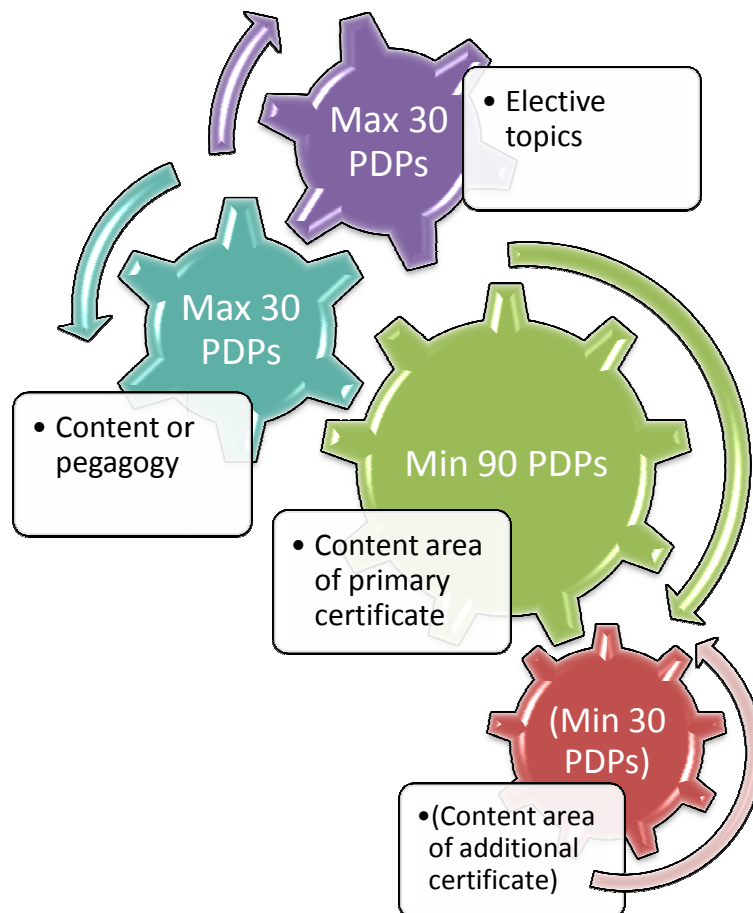 Max 30
PDPs
• Elective
topics
Max 30
PDPs
• Content or
pegagogy
Min 90 PDPs
• Content area
of primary
certificate
(Min 30
PDPs)
•(Content area
of additional
certificate)